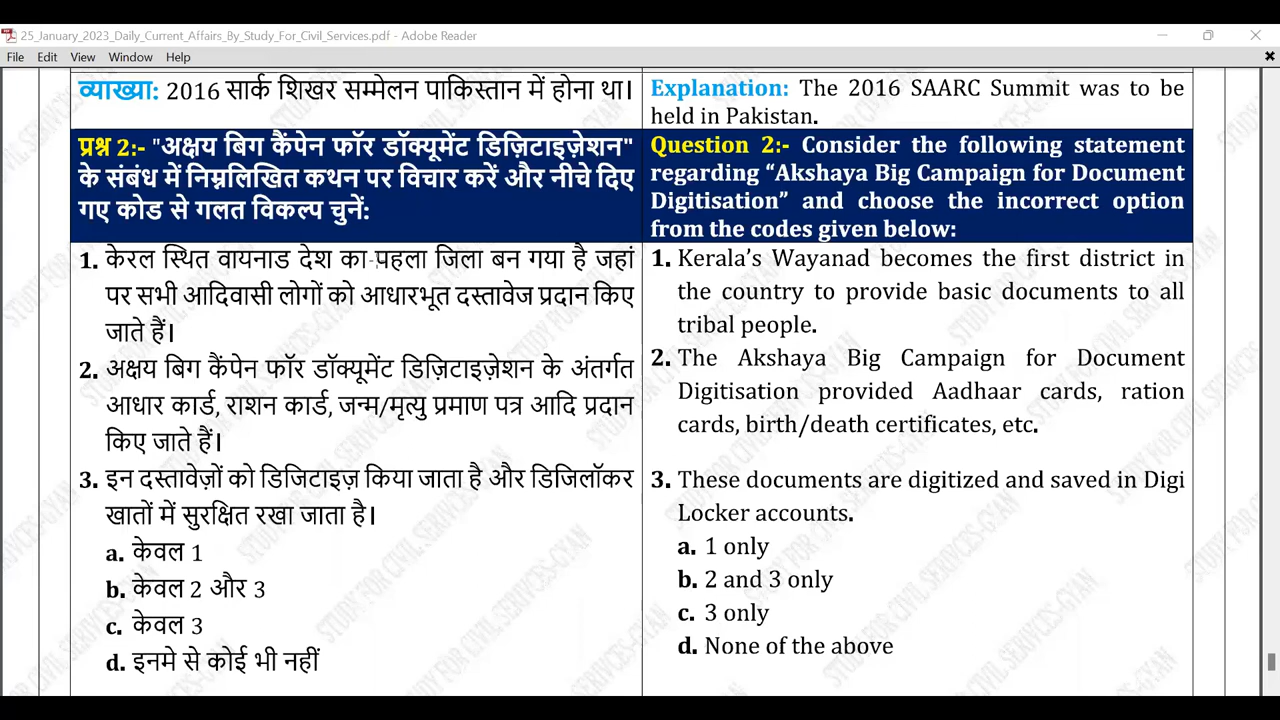 25_January_2023_Daily_Current_Affairs_By_Study_For_Civil_Services.pdf - Adobe Reader
File Edit View Window Help
व्याख्या: 2016 सार्क शिखर सम्मेलन पाकिस्तान में होना था।
प्रश्न 2:- "अक्षय बिग कैंपेन फॉर डॉक्यूमेंट डिज़िटाइज़ेशन"
के संबंध में निम्नलिखित कथन पर विचार करें और नीचे दिए
गए कोड से गलत विकल्प चुनें:
1. केरल स्थित वायनाड देश का पहला जिला बन गया है जहां
पर सभी आदिवासी लोगों को आधारभूत दस्तावेज प्रदान किए
जाते हैं।
2. अक्षय बिग कैंपेन फॉर डॉक्यूमेंट डिज़िटाइज़ेशन के अंतर्गत
आधार कार्ड, राशन कार्ड, जन्म/मृत्यु प्रमाण पत्र आदि प्रदान
किए जाते हैं।
3. इन दस्तावेज़ों को डिजिटाइज़ किया जाता है और डिजिलॉकर
खातों में सुरक्षित रखा जाता है।
a. केवल 1
b. केवल 2 और 3
c. केवल 3
d. इनमे से कोई भी नहीं
Explanation: The 2016 SAARC Summit was to be
held in Pakistan.
Question 2:- Consider the following statement
regarding “Akshaya Big Campaign for Document
Digitisation” and choose the incorrect option
from the codes given below:
1. Kerala’s Wayanad becomes the first district in
the country to provide basic documents to all
tribal people.
2. The Akshaya Big Campaign for Document
Digitisation provided Aadhaar cards, ration
cards, birth/death certificates, etc.
3. These documents are digitized and saved in Digi
Locker accounts.
a. 1 only
b. 2 and 3 only
c. 3 only
d. None of the above
STUDY FOR CIVIL SERIVCES-GYAN